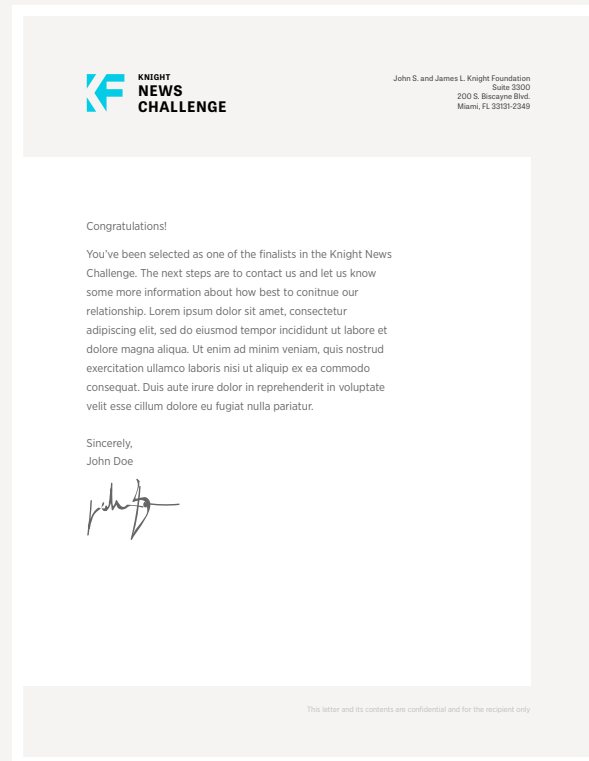 KNIGHT
NEWS
CHALLENGE
John S. and James L. Knight Foundation
Suite 3300
200 S. Biscayne Blvd.
Miami, FL 33131-2349
Congratulations!
You've been selected as one of the finalists in the Knight News
Challenge. The next steps are to contact us and let us know
some more information about how best to conitnue our
relationship. Lorem ipsum dolor sit amet, consectetur
adipiscing elit, sed do eiusmod tempor incididunt ut labore et
dolore magna aliqua. Ut enim ad minim veniam, quis nostrud
exercitation ullamco laboris nisi ut aliquip ex ea commodo
consequat. Duis aute irure dolor in reprehenderit in voluptate
velit esse cillum dolore eu fugiat nulla pariatur.
Sincerely,
John Doe
This letter and its contents are confidential and for the recipient only